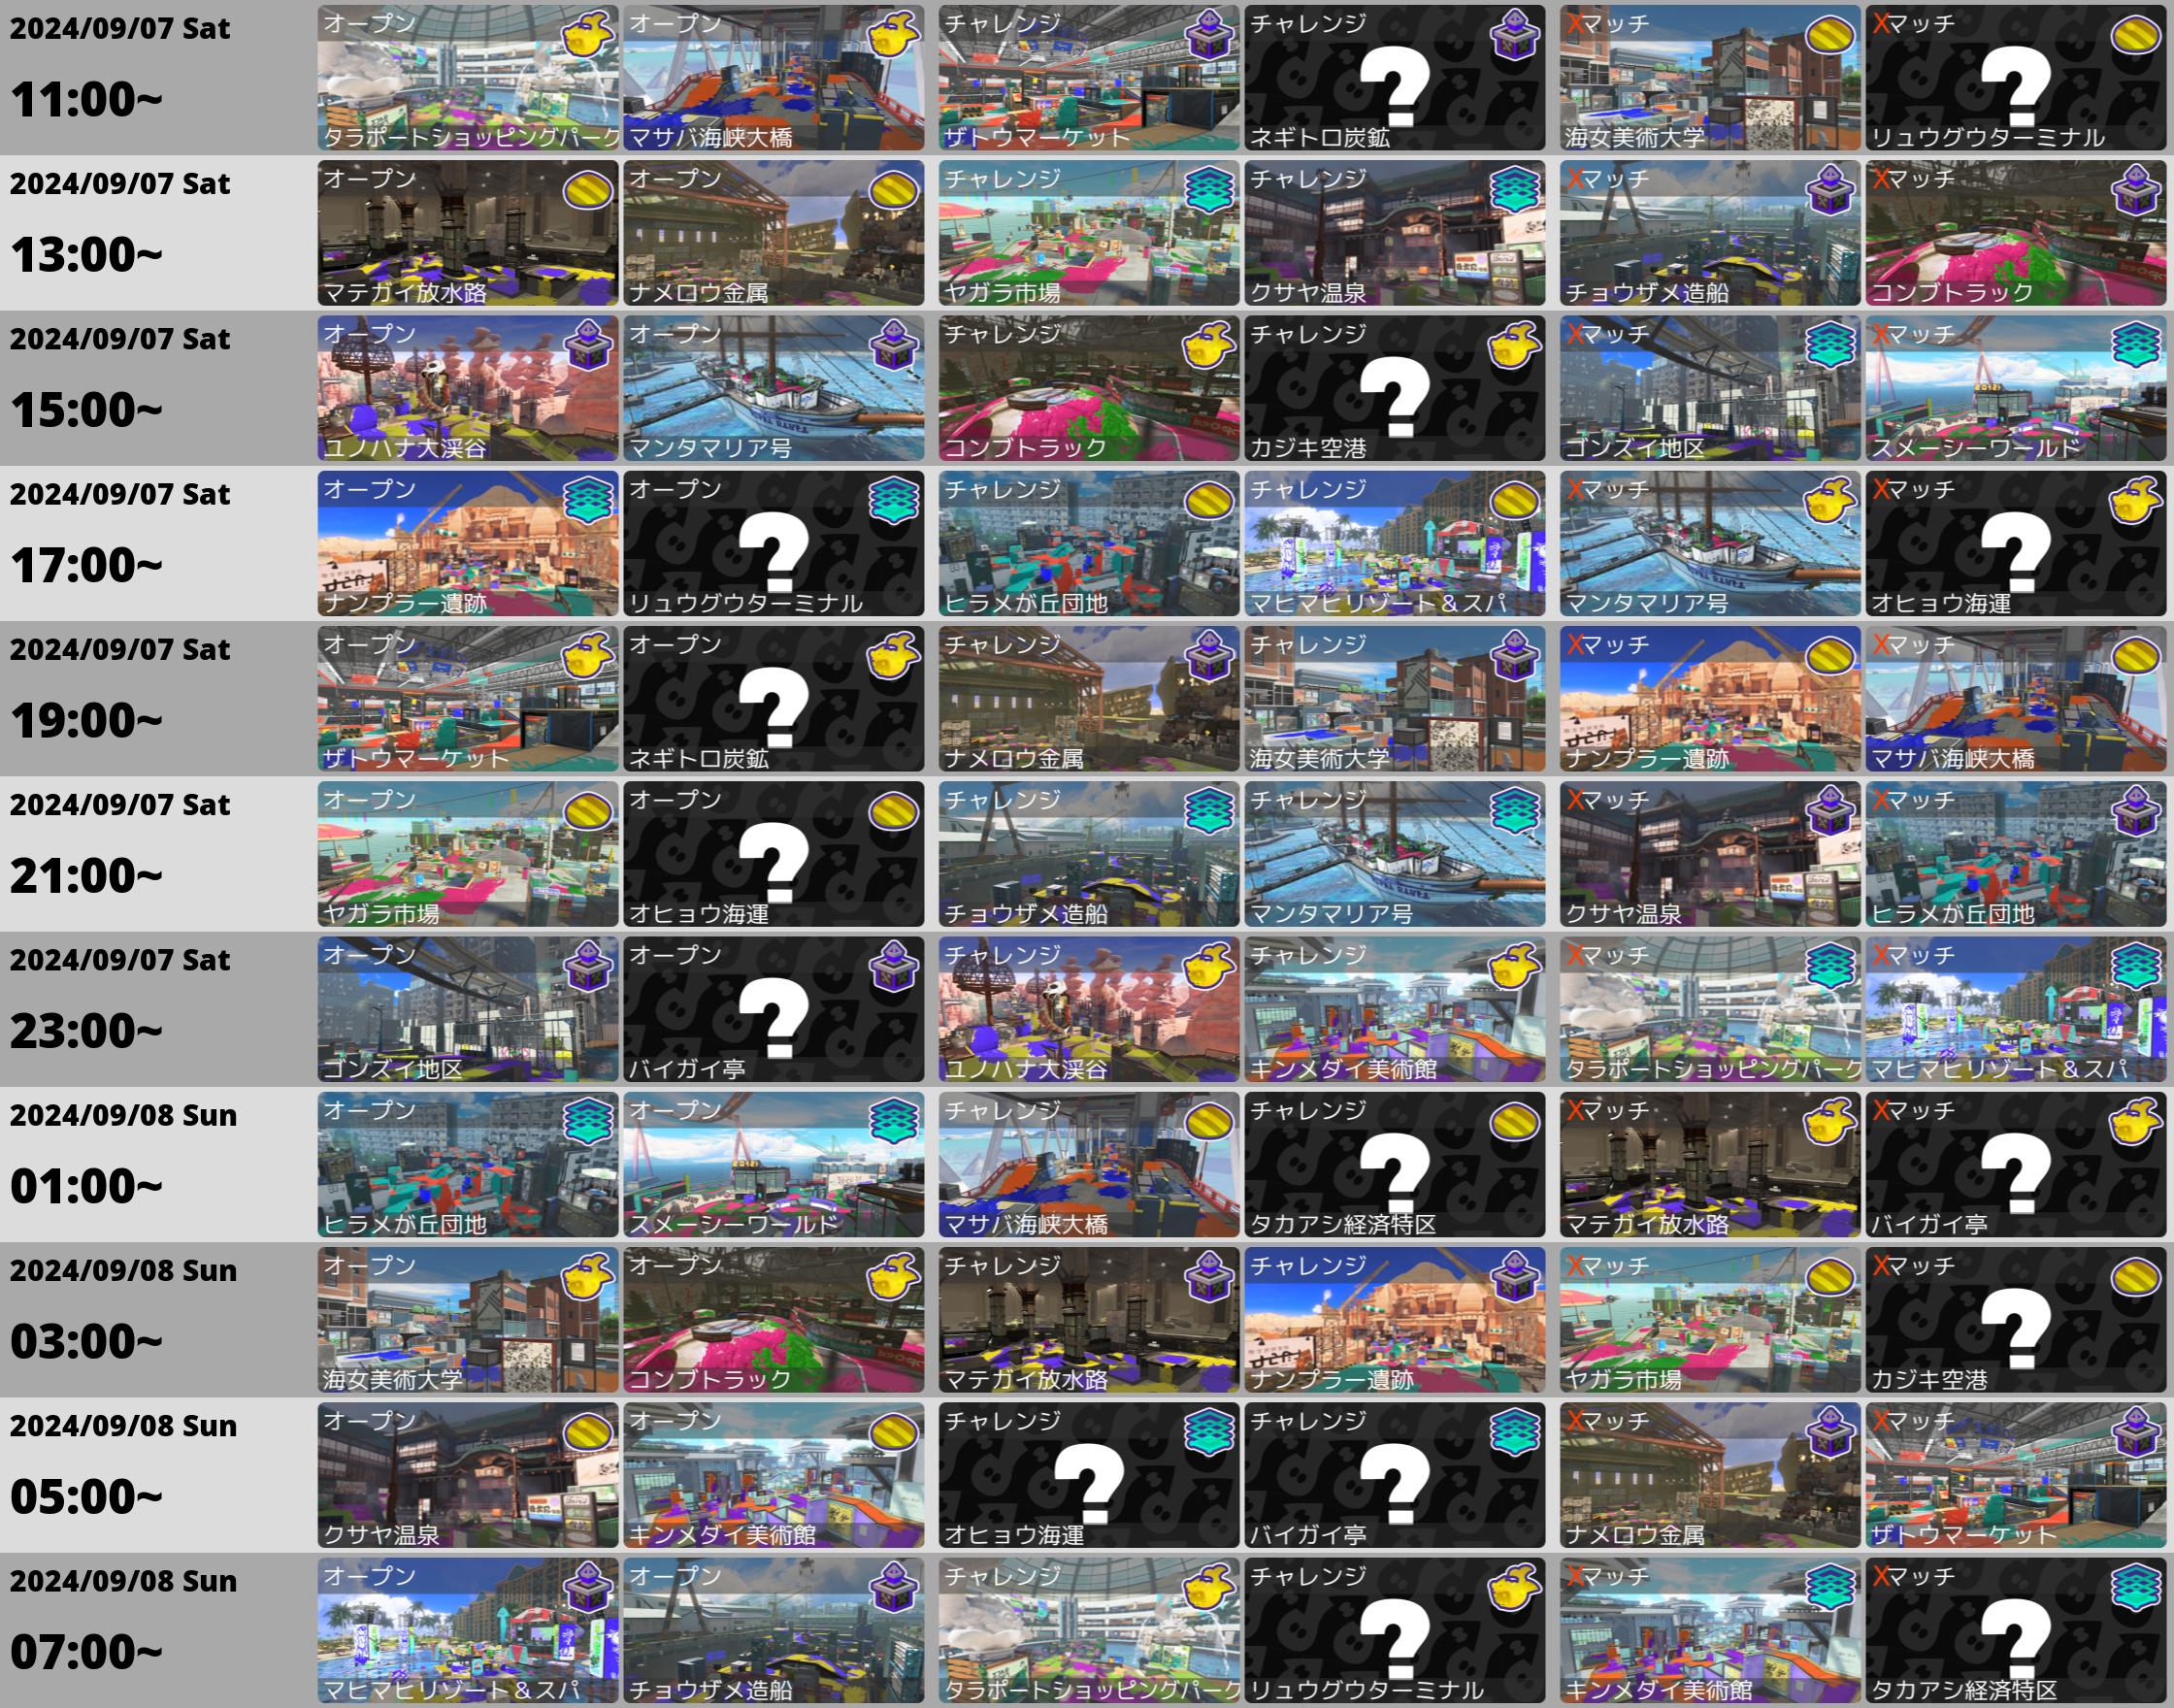 2024/09/07 Sat
11:00~
オープン
タラポートショッピングパーク
オープン
マサバ海峡大橋
チャレンジ
ザトウマーケット
チャレンジ
?
ネギトロ炭鉱
Xマッチ
海女美術大学
Xマッチ
?
リュウグウターミナル
2024/09/07 Sat
13:00~
オープン
マテガイ放水路
オープン
ナメロウ金属
チャレンジ
ヤガラ市場
チャレンジ
クサヤ温泉
Xマッチ
チョウザメ造船
Xマッチ
コンブトラック
2024/09/07 Sat
15:00~
オープン
ユノハナ大渓谷
オープン
マンタマリア号
チャレンジ
コンブトラック
チャレンジ
?
カジキ空港
Xマッチ
ゴンズイ地区
Xマッチ
スメーシーワールド
2024/09/07 Sat
17:00~
オープン
ナンプラー遺跡
オープン
?
リュウグウターミナル
チャレンジ
ヒラメが丘団地
チャレンジ
マヒマヒリゾート＆スパ
Xマッチ
マンタマリア号
Xマッチ
?
オヒョウ海運
2024/09/07 Sat
19:00~
オープン
ザトウマーケット
オープン
?
ネギトロ炭鉱
チャレンジ
ナメロウ金属
チャレンジ
海女美術大学
Xマッチ
ナンプラー遺跡
Xマッチ
マサバ海峡大橋
2024/09/07 Sat
21:00~
オープン
ヤガラ市場
オープン
?
オヒョウ海運
チャレンジ
チョウザメ造船
チャレンジ
マンタマリア号
Xマッチ
クサヤ温泉
Xマッチ
ヒラメが丘団地
2024/09/07 Sat
23:00~
オープン
ゴンズイ地区
オープン
?
バイガイ亭
チャレンジ
ユノハナ大渓谷
チャレンジ
キンメダイ美術館
Xマッチ
タラポートショッピングパーク
Xマッチ
マヒマヒリゾート＆スパ
2024/09/08 Sun
01:00~
オープン
ヒラメが丘団地
オープン
スメーシーワールド
チャレンジ
マサバ海峡大橋
チャレンジ
?
タカアシ経済特区
Xマッチ
マテガイ放水路
Xマッチ
?
バイガイ亭
2024/09/08 Sun
03:00~
オープン
海女美術大学
オープン
コンブトラック
チャレンジ
マテガイ放水路
チャレンジ
ナンプラー遺跡
Xマッチ
ヤガラ市場
Xマッチ
?
カジキ空港
2024/09/08 Sun
05:00~
オープン
クサヤ温泉
オープン
キンメダイ美術館
チャレンジ
?
オヒョウ海運
チャレンジ
?
バイガイ亭
Xマッチ
ナメロウ金属
Xマッチ
ザトウマーケット
2024/09/08 Sun
07:00~
オープン
マヒマヒリゾート＆スパ
オープン
チョウザメ造船
チャレンジ
タラポートショッピングパーク
チャレンジ
?
リュウグウターミナル
Xマッチ
キンメダイ美術館
Xマッチ
?
タカアシ経済特区